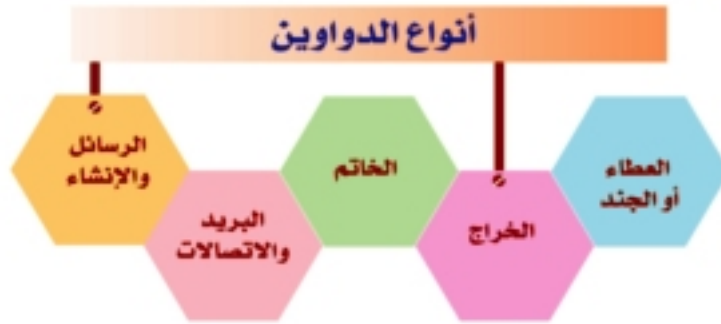 أنواع الدواوين
العطاء
أو الجند
الخراج
الخاتم
البريد
والاتصالات
الرسائل
والإنشاء